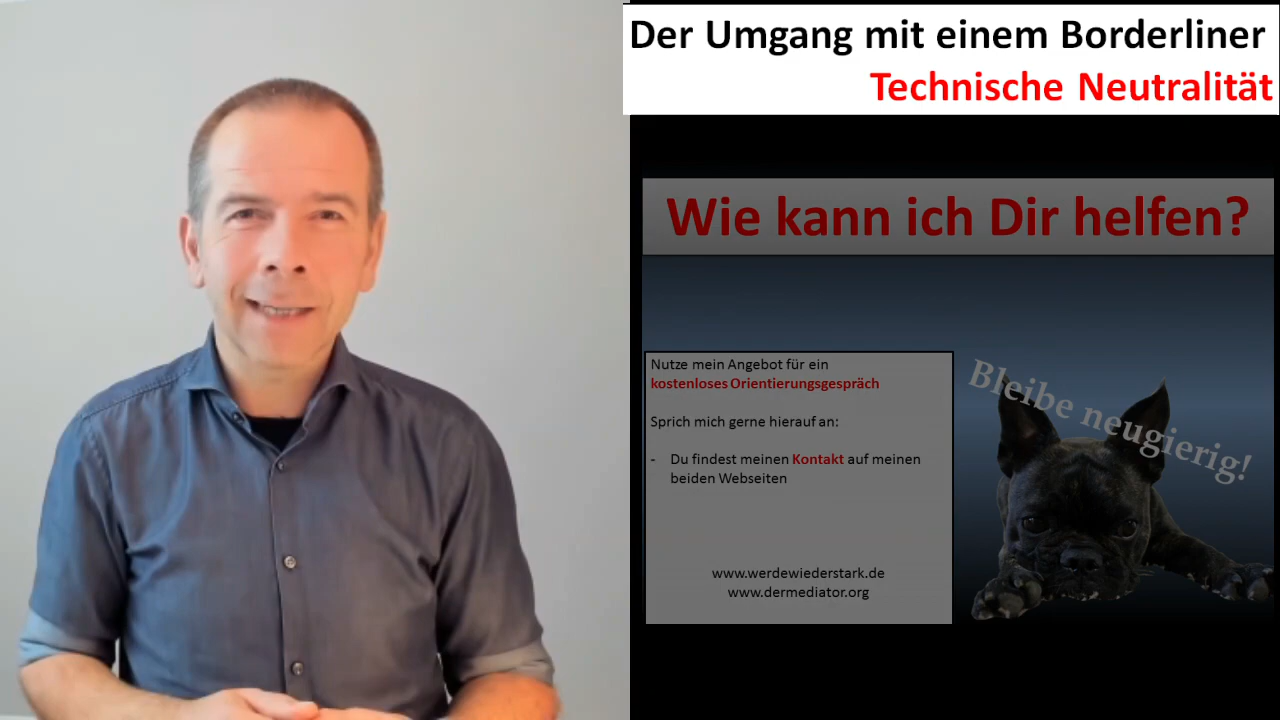 Der Umgang mit einem Borderliner
Technische Neutralität
Wie kann ich Dir helfen?
Nutze mein Angebot für ein
kostenloses Orientierungsgespräch
Sprich mich gerne hierauf an:
- Du findest meinen Kontakt auf meinen
beiden Webseiten
www.werdewiederstark.de
www.dermediator.org
Bleibe neugierig!